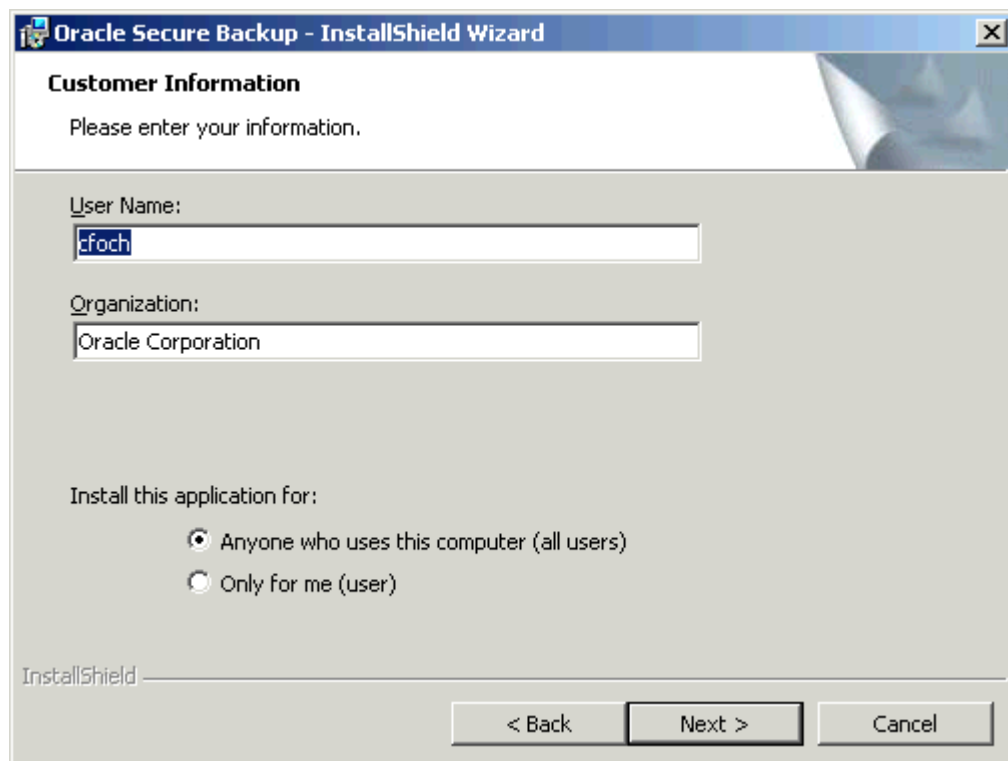 Oracle Secure Backup - InstallShield Wizard
Customer Information
Please enter your information.
User Name:
cfoch
Organization:
Oracle Corporation
Install this application for:
Anyone who uses this computer (all users)
Only for me (user)
InstallShield
< Back
Next >
Cancel